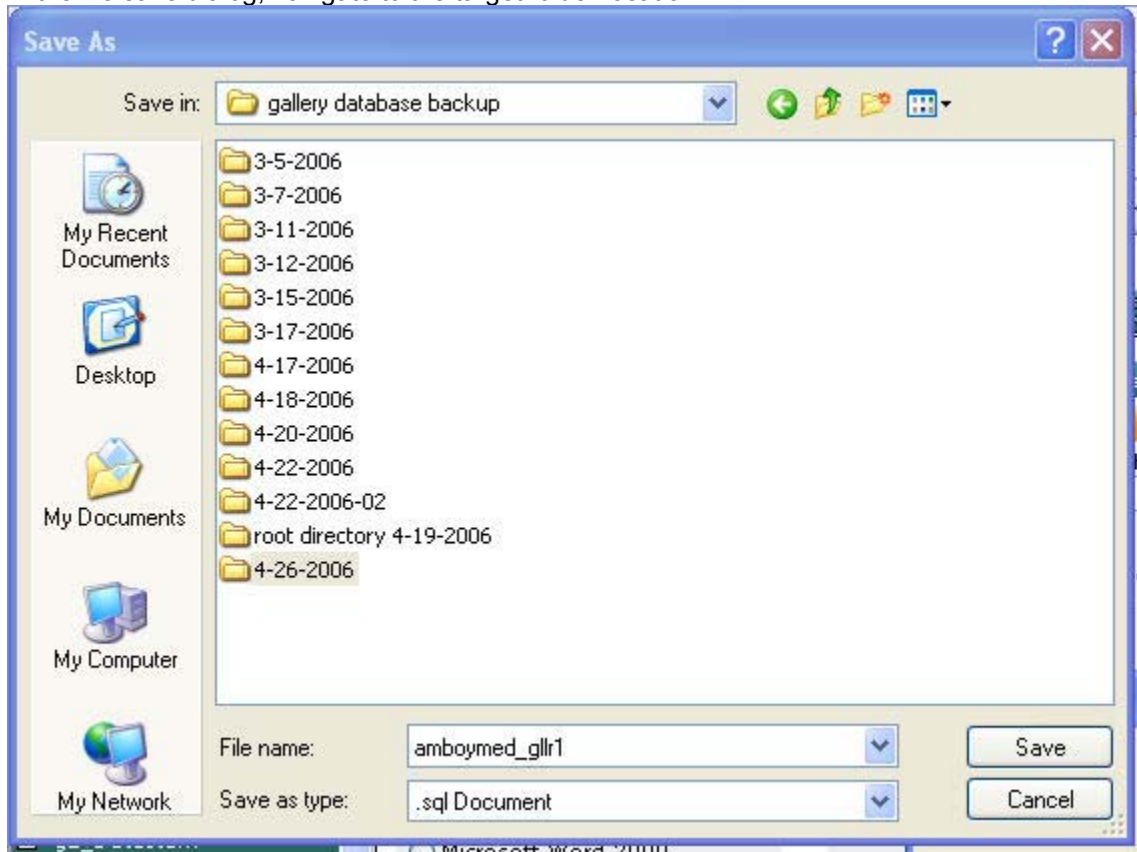 Save As
Save in:
gallery database backup
3-5-2006
3-7-2006
3-11-2006
3-12-2006
3-15-2006
3-17-2006
4-17-2006
4-18-2006
4-20-2006
4-22-2006
4-22-2006-02
root directory 4-19-2006
4-26-2006
My Recent
Documents
Desktop
My Documents
My Computer
My Network
File name:
amboymed_gllr1
Save
Save as type:
.sql Document
Cancel
Microsoft Word 2000